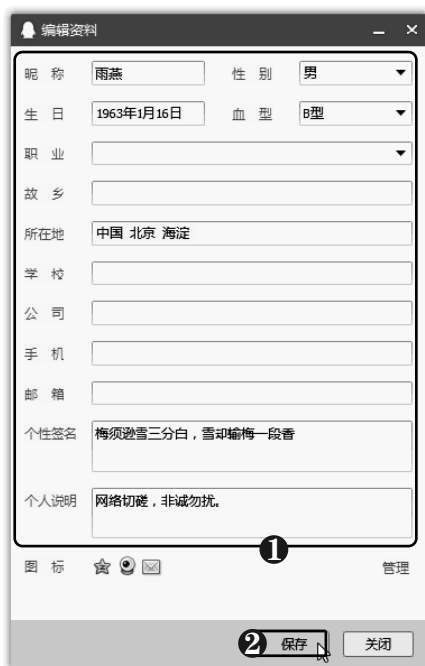 编辑资料
昵 称 雨燕 性 别 男
生 日 1963年1月16日 血 型 B型
职 业
故 乡
所在地 中国 北京 海淀
学 校
公 司
手 机
邮 箱
个性签名 梅须逊雪三分白，雪却输梅一段香
个人说明 网络切磋，非诚勿扰。
1
图 标 管理
2 保存 关闭